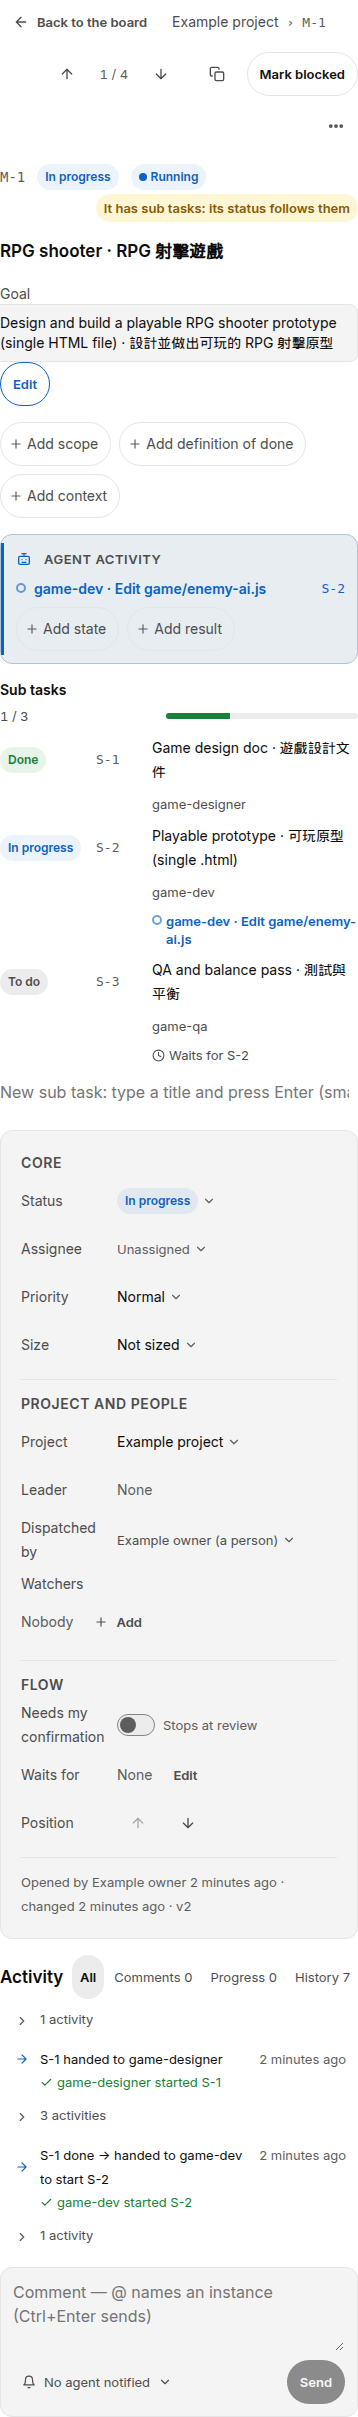 Back to the board Example project › M-1
1 / 4 Mark blocked
M-1 In progress Running
It has sub tasks: its status follows them
RPG shooter · RPG 射擊遊戲
Goal
Design and build a playable RPG shooter prototype
(single HTML file) · 設計並做出可玩的 RPG 射擊原型
Edit
+ Add scope + Add definition of done
+ Add context
AGENT ACTIVITY
game-dev · Edit game/enemy-ai.js S-2
+ Add state + Add result
Sub tasks
1 / 3
Done S-1 Game design doc · 遊戲設計文
件
game-designer
In progress S-2 Playable prototype · 可玩原型
(single .html)
game-dev
game-dev · Edit game/enemy-
ai.js
To do S-3 QA and balance pass · 測試與
平衡
game-qa
Waits for S-2
New sub task: type a title and press Enter (sma
CORE
Status In progress
Assignee Unassigned
Priority Normal
Size Not sized
PROJECT AND PEOPLE
Project Example project
Leader None
Dispatched
by Example owner (a person)
Watchers
Nobody + Add
FLOW
Needs my
confirmation Stops at review
Waits for None Edit
Position
Opened by Example owner 2 minutes ago ·
changed 2 minutes ago · v2
Activity All Comments 0 Progress 0 History 7
1 activity
S-1 handed to game-designer 2 minutes ago
✓ game-designer started S-1
3 activities
S-1 done → handed to game-dev 2 minutes ago
to start S-2
✓ game-dev started S-2
1 activity
Comment — @ names an instance
(Ctrl+Enter sends)
No agent notified Send